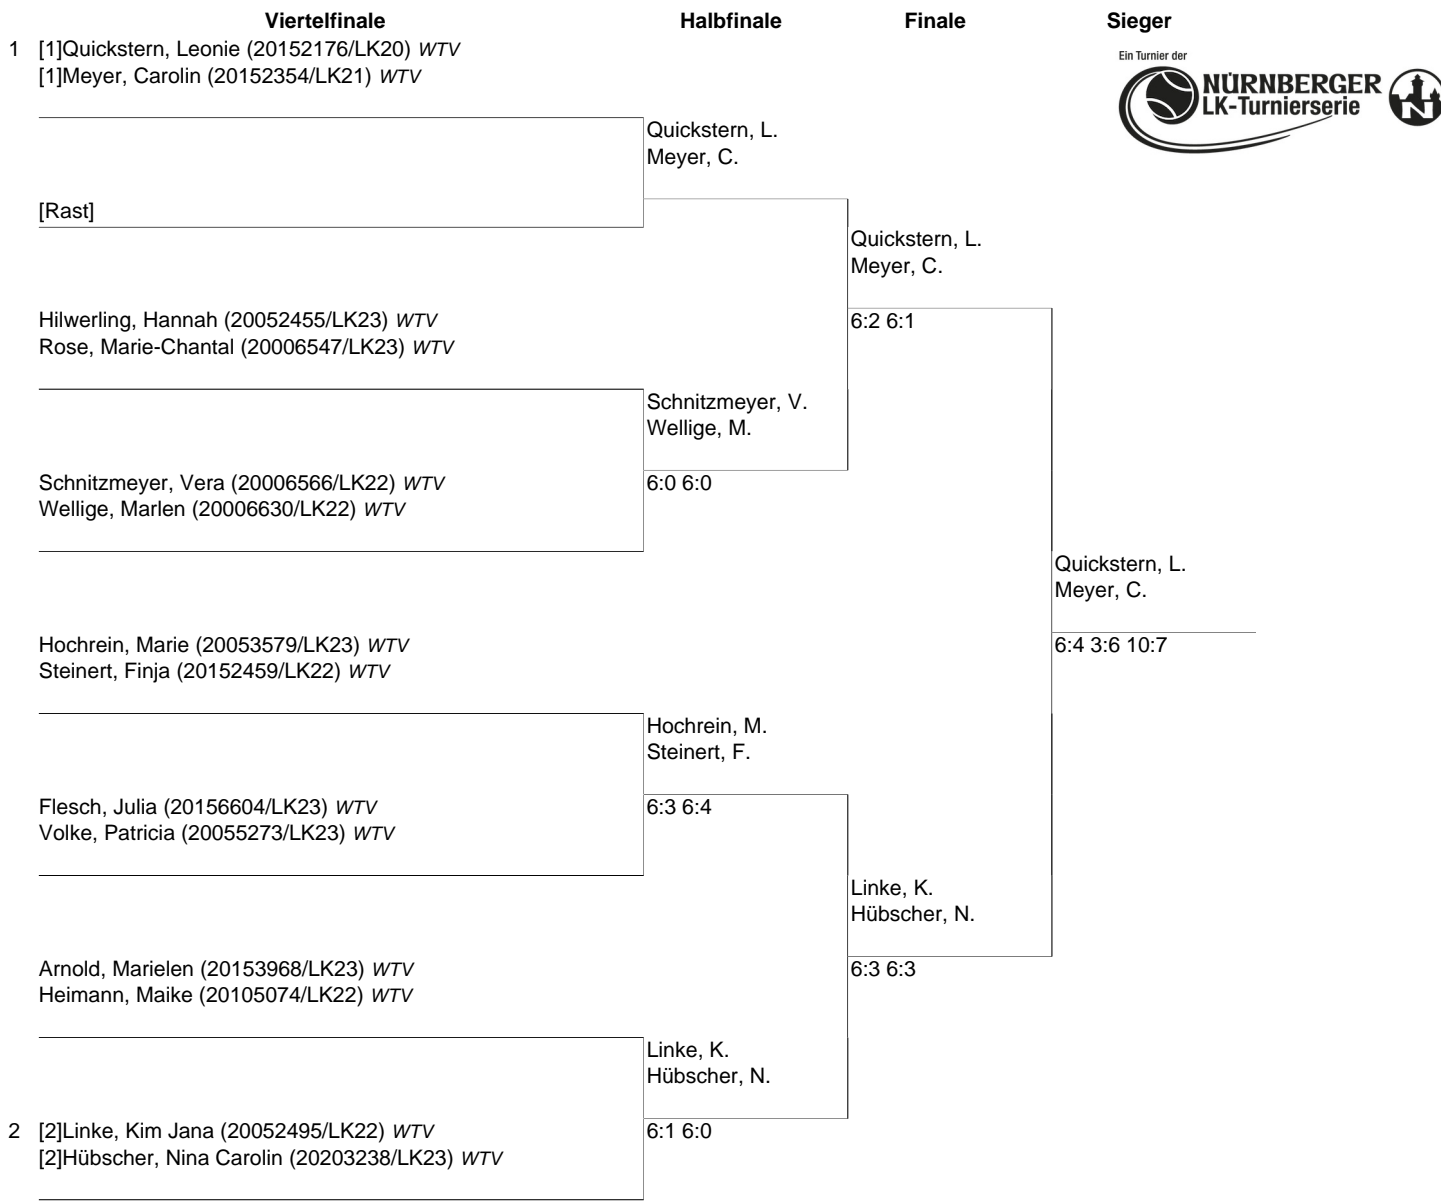 Viertelfinale Halbfinale Finale Sieger
1 [1]Quickstern, Leonie (20152176/LK20) WTV
[1]Meyer, Carolin (20152354/LK21) WTV
Ein Turnier der
NÜRNBERGER
LK-Turnierserie
N
Quickstern, L.
Meyer, C.
[Rast]
Quickstern, L.
Meyer, C.
Hilwerling, Hannah (20052455/LK23) WTV
Rose, Marie-Chantal (20006547/LK23) WTV
6:2 6:1
Schnitzmeyer, V.
Wellige, M.
Schnitzmeyer, Vera (20006566/LK22) WTV
Wellige, Marlen (20006630/LK22) WTV
6:0 6:0
Quickstern, L.
Meyer, C.
Hochrein, Marie (20053579/LK23) WTV
Steinert, Finja (20152459/LK22) WTV
6:4 3:6 10:7
Hochrein, M.
Steinert, F.
Flesch, Julia (20156604/LK23) WTV
Volke, Patricia (20055273/LK23) WTV
6:3 6:4
Linke, K.
Hübscher, N.
Arnold, Marielen (20153968/LK23) WTV
Heimann, Maike (20105074/LK22) WTV
6:3 6:3
Linke, K.
Hübscher, N.
2 [2]Linke, Kim Jana (20052495/LK22) WTV
[2]Hübscher, Nina Carolin (20203238/LK23) WTV
6:1 6:0